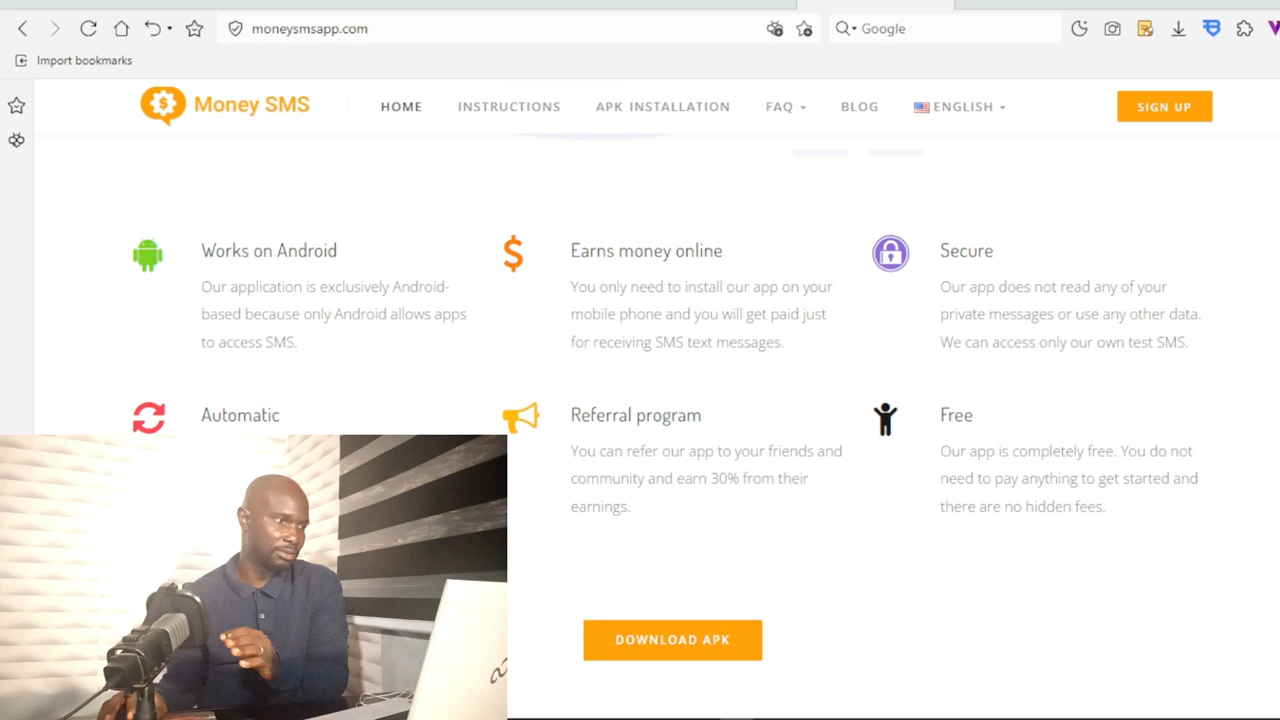 moneysmsapp.com
Google
Import bookmarks
Money SMS
HOME
INSTRUCTIONS
APK INSTALLATION
FAQ
BLOG
ENGLISH
SIGN UP
Works on Android
Our application is exclusively Android-
based because only Android allows apps
to access SMS.
Earns money online
You only need to install our app on your
mobile phone and you will get paid just
for receiving SMS text messages.
Secure
Our app does not read any of your
private messages or use any other data.
We can access only our own test SMS.
Automatic
Referral program
You can refer our app to your friends and
community and earn 30% from their
earnings.
Free
Our app is completely free. You do not
need to pay anything to get started and
there are no hidden fees.
DOWNLOAD APK